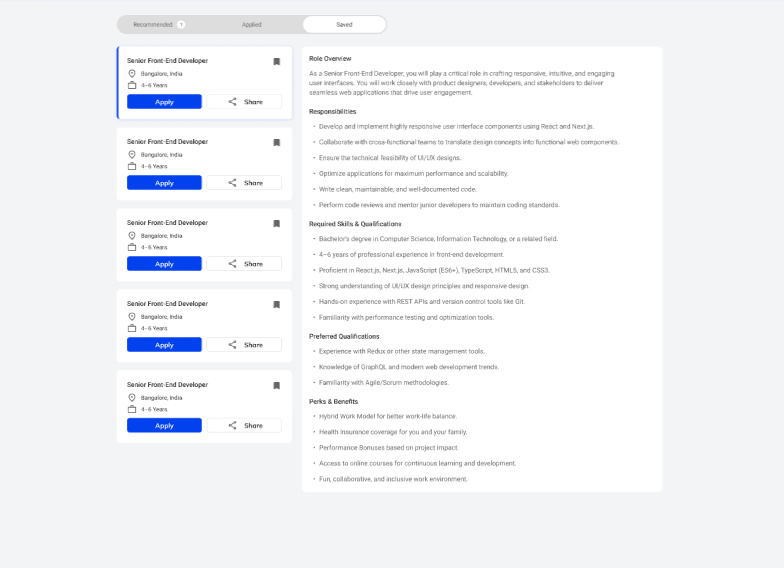 Recommended ?
Applied
Saved
Senior Front-End Developer
Bangalore, India
4-6 Years
Apply
Share
Senior Front-End Developer
Bangalore, India
4-6 Years
Apply
Share
Senior Front-End Developer
Bangalore, India
4-6 Years
Apply
Share
Senior Front-End Developer
Bangalore, India
4-6 Years
Apply
Share
Senior Front-End Developer
Bangalore, India
4-6 Years
Apply
Share
Role Overview
As a Senior Front-End Developer, you will play a critical role in crafting responsive, intuitive, and engaging
user interfaces. You will work closely with product designers, developers, and stakeholders to deliver
seamless web applications that drive user engagement.
Responsibilities
• Develop and implement highly responsive user interface components using React and Next.js.
• Collaborate with cross-functional teams to translate design concepts into functional web components.
• Ensure the technical feasibility of UI/UX designs.
• Optimize applications for maximum performance and scalability.
• Write clean, maintainable, and well-documented code.
• Perform code reviews and mentor junior developers to maintain coding standards.
Required Skills & Qualifications
• Bachelor's degree in Computer Science, Information Technology, or a related field.
• 4–6 years of professional experience in front-end development.
• Proficient in React.js, Next.js, JavaScript (ES6+), TypeScript, HTML5, and CSS3.
• Strong understanding of UI/UX design principles and responsive design.
• Hands-on experience with REST APIs and version control tools like Git.
• Familiarity with performance testing and optimization tools.
Preferred Qualifications
• Experience with Redux or other state management tools.
• Knowledge of GraphQL and modern web development trends.
• Familiarity with Agile/Scrum methodologies.
Perks & Benefits
• Hybrid Work Model for better work-life balance.
• Health insurance coverage for you and your family.
• Performance Bonuses based on project impact.
• Access to online courses for continuous learning and development.
• Fun, collaborative, and inclusive work environment.